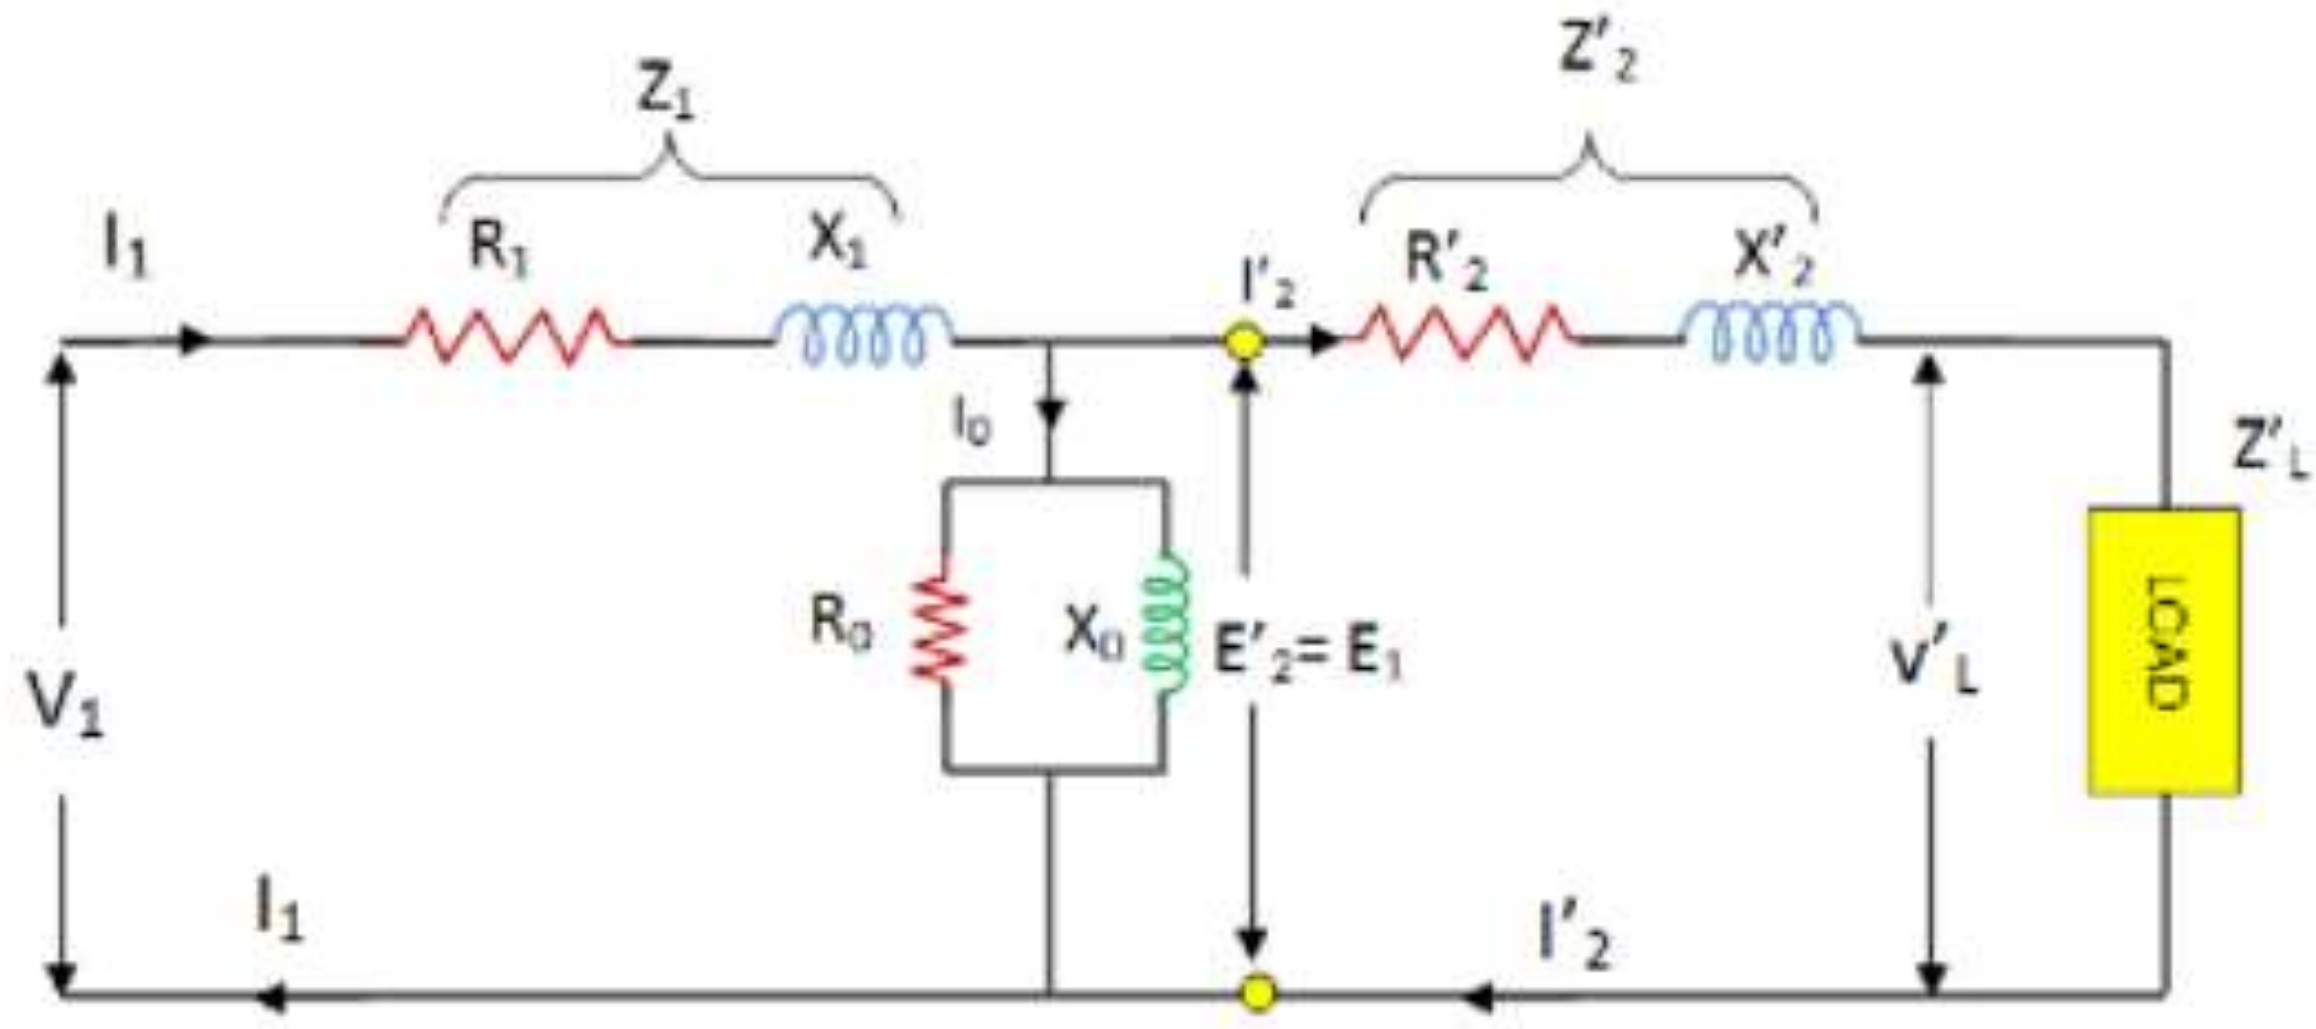 Z₁
Z'₂
I₁
R₁
X₁
I'₂
R'₂
X'₂
I₀
Z'L
R₀
X₀
E'₂= E₁
V'L
LOAD
V₁
I₁
I'₂